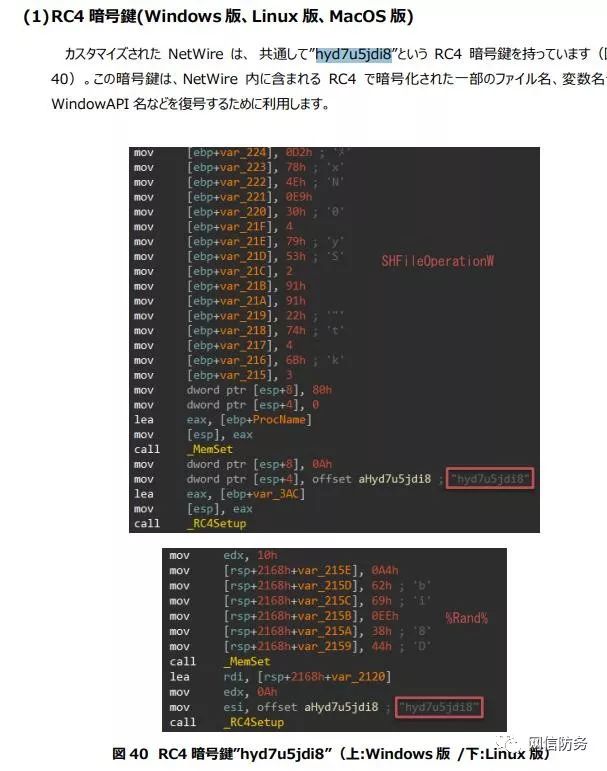 (1)RC4 暗号鍵(Windows 版、Linux 版、MacOS 版)
カスタマイズされた NetWire は、共通して"hyd7u5jdi8"という RC4 暗号鍵を持っています（
40）。この暗号鍵は、NetWire 内に含まれる RC4 で暗号化された一部のファイル名、変数名
WindowAPI 名などを復号するために利用します。
mov [ebp+var_224], 0D2h ; 'ﾒ'
mov [ebp+var_223], 78h ; 'x'
mov [ebp+var_222], 4Eh ; 'N'
mov [ebp+var_221], 0E9h
mov [ebp+var_220], 30h ; '0'
mov [ebp+var_21F], 4
mov [ebp+var_21E], 79h ; 'y'
mov [ebp+var_21D], 53h ; 'S'
SHFileOperationW
mov [ebp+var_21C], 2
mov [ebp+var_21B], 91h
mov [ebp+var_21A], 91h
mov [ebp+var_219], 22h ; '"'
mov [ebp+var_218], 74h ; 't'
mov [ebp+var_217], 4
mov [ebp+var_216], 6Bh ; 'k'
mov [ebp+var_215], 3
mov dword ptr [esp+8], 80h
mov dword ptr [esp+4], 0
lea eax, [ebp+ProcName]
mov [esp], eax
call _MemSet
mov dword ptr [esp+8], 0Ah
mov dword ptr [esp+4], offset aHyd7u5jdi8 ; "hyd7u5jdi8"
lea eax, [ebp+var_3AC]
mov [esp], eax
call _RC4Setup
mov edx, 10h
mov [rsp+2168h+var_215E], 0A4h
mov [rsp+2168h+var_215D], 62h ; 'b'
mov [rsp+2168h+var_215C], 69h ; 'i'
mov [rsp+2168h+var_215B], 0EEh
%Rand%
mov [rsp+2168h+var_215A], 38h ; '8'
mov [rsp+2168h+var_2159], 44h ; 'D'
call _MemSet
lea rdi, [rsp+2168h+var_2120]
mov edx, 0Ah
mov esi, offset aHyd7u5jdi8 ; "hyd7u5jdi8"
call _RC4Setup
図 40 RC4 暗号鍵"hyd7u5jdi8"（上:Windows 版 /下:Linux 版）
网信防务